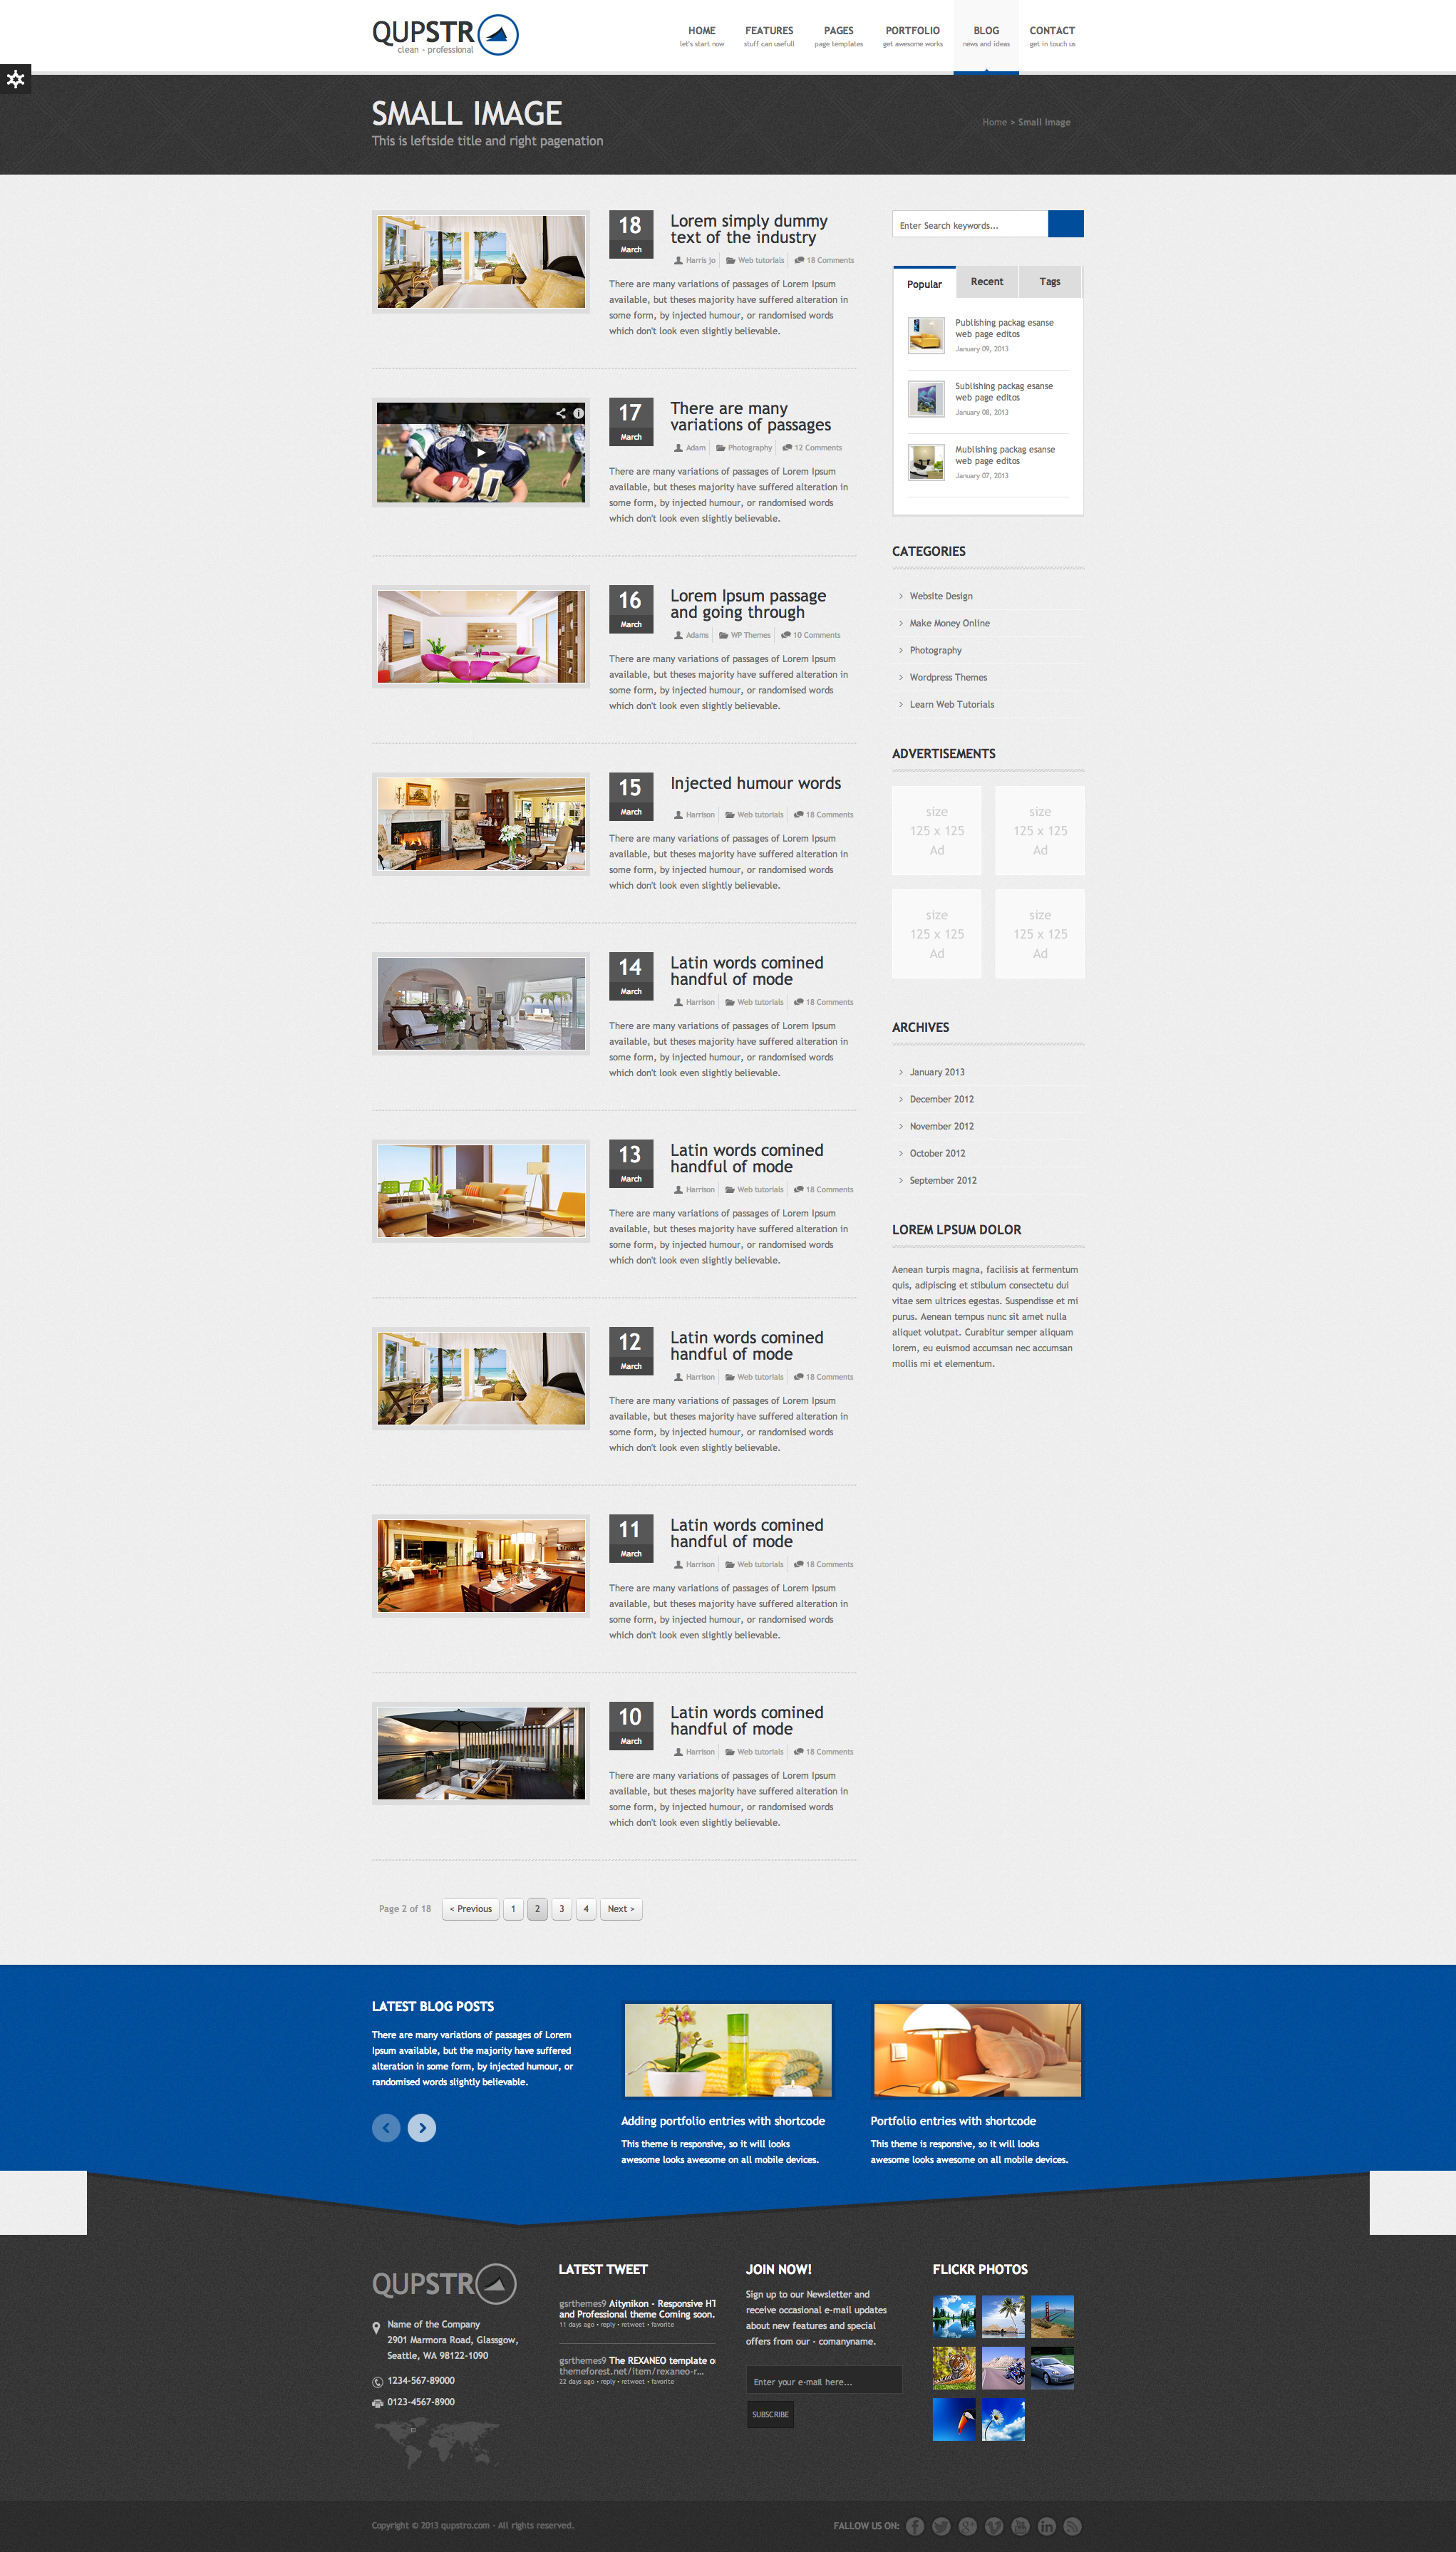 QUPSTR
clean - professional
HOME
let's start now
FEATURES
stuff can usefull
PAGES
page templates
PORTFOLIO
get awesome works
BLOG
news and ideas
CONTACT
get in touch us
SMALL IMAGE
This is leftside title and right pagenation
Home > Small Image
18
March
Lorem simply dummy
text of the industry
Harris jo
Web tutorials
18 Comments
There are many variations of passages of Lorem Ipsum
available, but theses majority have suffered alteration in
some form, by injected humour, or randomised words
which don't look even slightly believable.
17
March
There are many
variations of passages
Adam
Photography
12 Comments
There are many variations of passages of Lorem Ipsum
available, but theses majority have suffered alteration in
some form, by injected humour, or randomised words
which don't look even slightly believable.
16
March
Lorem Ipsum passage
and going through
Adams
WP Themes
10 Comments
There are many variations of passages of Lorem Ipsum
available, but theses majority have suffered alteration in
some form, by injected humour, or randomised words
which don't look even slightly believable.
15
March
Injected humour words
Harrison
Web tutorials
18 Comments
There are many variations of passages of Lorem Ipsum
available, but theses majority have suffered alteration in
some form, by injected humour, or randomised words
which don't look even slightly believable.
14
March
Latin words comined
handful of mode
Harrison
Web tutorials
18 Comments
There are many variations of passages of Lorem Ipsum
available, but theses majority have suffered alteration in
some form, by injected humour, or randomised words
which don't look even slightly believable.
13
March
Latin words comined
handful of mode
Harrison
Web tutorials
18 Comments
There are many variations of passages of Lorem Ipsum
available, but theses majority have suffered alteration in
some form, by injected humour, or randomised words
which don't look even slightly believable.
12
March
Latin words comined
handful of mode
Harrison
Web tutorials
18 Comments
There are many variations of passages of Lorem Ipsum
available, but theses majority have suffered alteration in
some form, by injected humour, or randomised words
which don't look even slightly believable.
11
March
Latin words comined
handful of mode
Harrison
Web tutorials
18 Comments
There are many variations of passages of Lorem Ipsum
available, but theses majority have suffered alteration in
some form, by injected humour, or randomised words
which don't look even slightly believable.
10
March
Latin words comined
handful of mode
Harrison
Web tutorials
18 Comments
There are many variations of passages of Lorem Ipsum
available, but theses majority have suffered alteration in
some form, by injected humour, or randomised words
which don't look even slightly believable.
Page 2 of 18
< Previous
1
2
3
4
Next >
Enter Search keywords...
Popular
Recent
Tags
Publishing packag esanse
web page editos
January 09, 2013
Sublishing packag esanse
web page editos
January 08, 2013
Mublishing packag esanse
web page editos
January 07, 2013
CATEGORIES
Website Design
Make Money Online
Photography
Wordpress Themes
Learn Web Tutorials
ADVERTISEMENTS
size
125 x 125
Ad
size
125 x 125
Ad
size
125 x 125
Ad
size
125 x 125
Ad
ARCHIVES
January 2013
December 2012
November 2012
October 2012
September 2012
LOREM LPSUM DOLOR
Aenean turpis magna, facilisis at fermentum
quis, adipiscing et stibulum consectetu dui
vitae sem ultrices egestas. Suspendisse et mi
purus. Aenean tempus nunc sit amet nulla
aliquet volutpat. Curabitur semper aliquam
lorem, eu euismod accumsan nec accumsan
mollis mi et elementum.
LATEST BLOG POSTS
There are many variations of passages of Lorem
Ipsum available, but the majority have suffered
alteration in some form, by injected humour, or
randomised words slightly believable.
Adding portfolio entries with shortcode
This theme is responsive, so it will looks
awesome looks awesome on all mobile devices.
Portfolio entries with shortcode
This theme is responsive, so it will looks
awesome looks awesome on all mobile devices.
QUPSTR
Name of the Company
2901 Marmora Road, Glassgow,
Seattle, WA 98122-1090
1234-567-89000
0123-4567-8900
LATEST TWEET
gsrthemes9 Aitynikon - Responsive HT
and Professional theme Coming soon.
11 days ago • reply • retweet • favorite
gsrthemes9 The REXANEO template o
themeforest.net/item/rexaneo-r...
22 days ago • reply • retweet • favorite
JOIN NOW!
Sign up to our Newsletter and
receive occasional e-mail updates
about new features and special
offers from our - comanyname.
Enter your e-mail here...
SUBSCRIBE
FLICKR PHOTOS
Copyright © 2013 qupstro.com - All rights reserved.
FALLOW US ON: